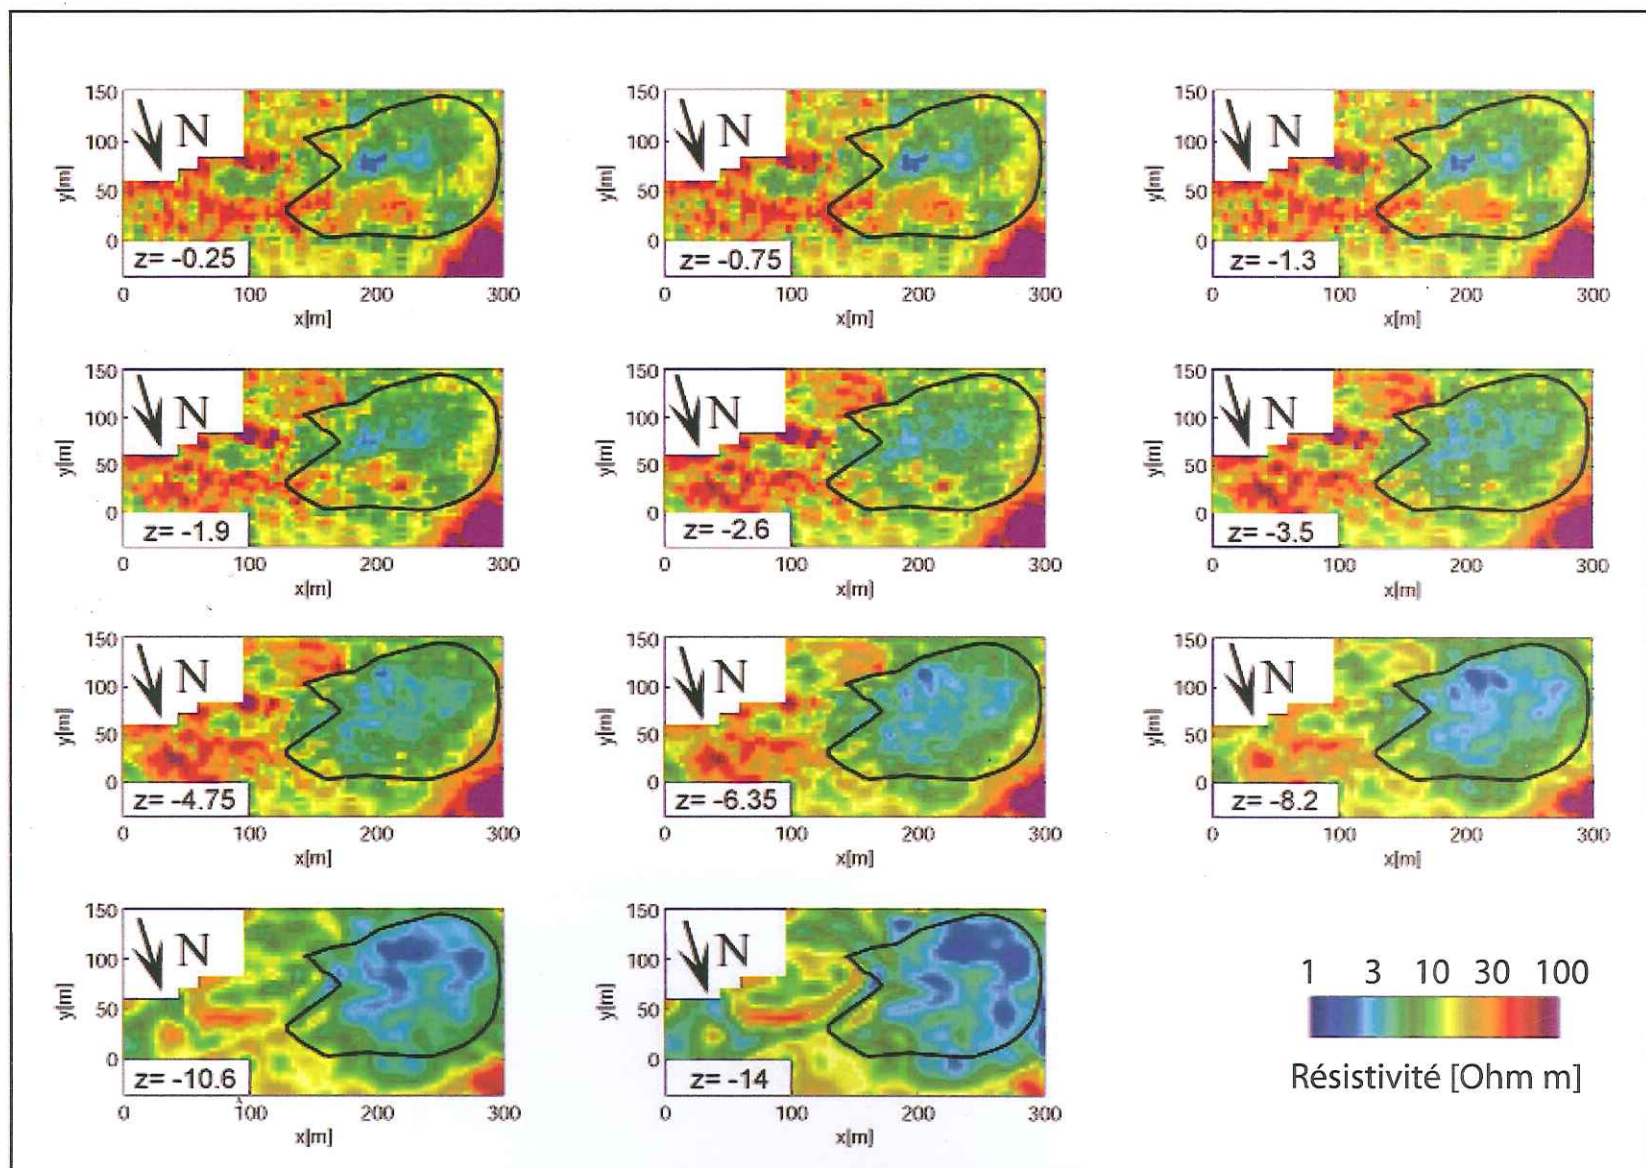 150
100
50
0
y[m]
N
z= -0.25
0 100 200 300
x[m]
150
100
50
0
y[m]
N
z= -0.75
0 100 200 300
x[m]
150
100
50
0
y[m]
N
z= -1.3
0 100 200 300
x[m]
150
100
50
0
y[m]
N
z= -1.9
0 100 200 300
x[m]
150
100
50
0
y[m]
N
z= -2.6
0 100 200 300
x[m]
150
100
50
0
y[m]
N
z= -3.5
0 100 200 300
x[m]
150
100
50
0
y[m]
N
z= -4.75
0 100 200 300
x[m]
150
100
50
0
y[m]
N
z= -6.35
0 100 200 300
x[m]
150
100
50
0
y[m]
N
z= -8.2
0 100 200 300
x[m]
150
100
50
0
y[m]
N
z= -10.6
0 100 200 300
x[m]
150
100
50
0
y[m]
N
z= -14
0 100 200 300
x[m]
1 3 10 30 100
Résistivité [Ohm m]